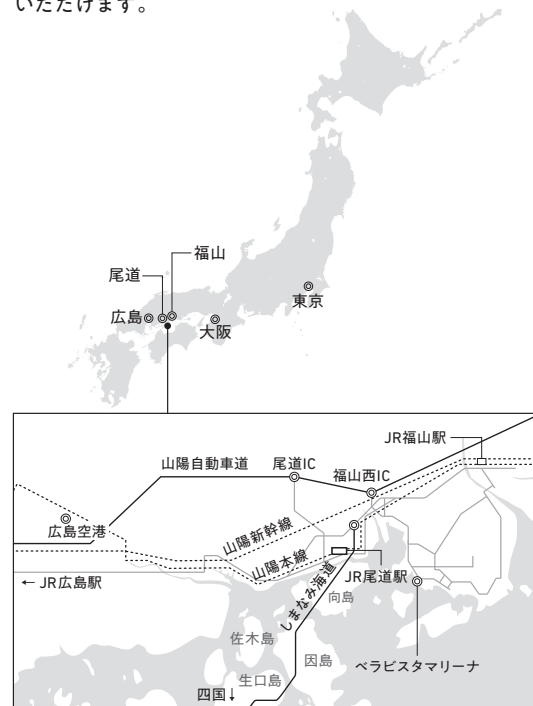 いただけます。
福山
尾道
広島
東京
大阪
JR福山駅
山陽自動車道
尾道IC
福山西IC
広島空港
山陽新幹線
山陽本線
← JR広島駅
しまなみ海道
JR尾道駅
向島
佐木島
因島
ベラビスタマリーナ
生口島
四国↓